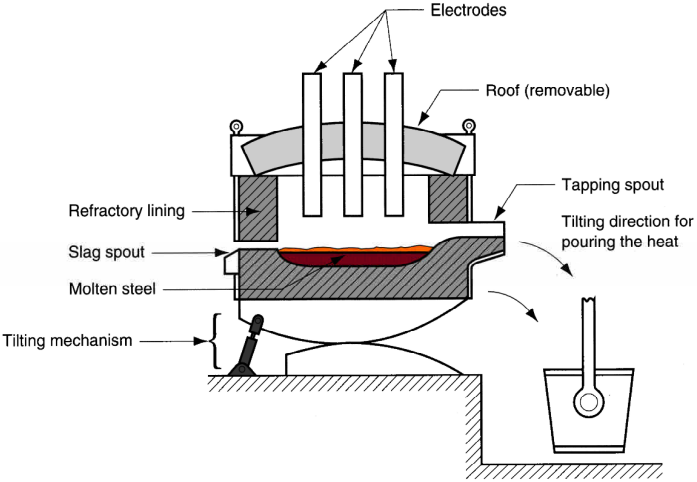 Electrodes
Roof (removable)
Tapping spout
Refractory lining
Tilting direction for
pouring the heat
Slag spout
Molten steel
Tilting mechanism